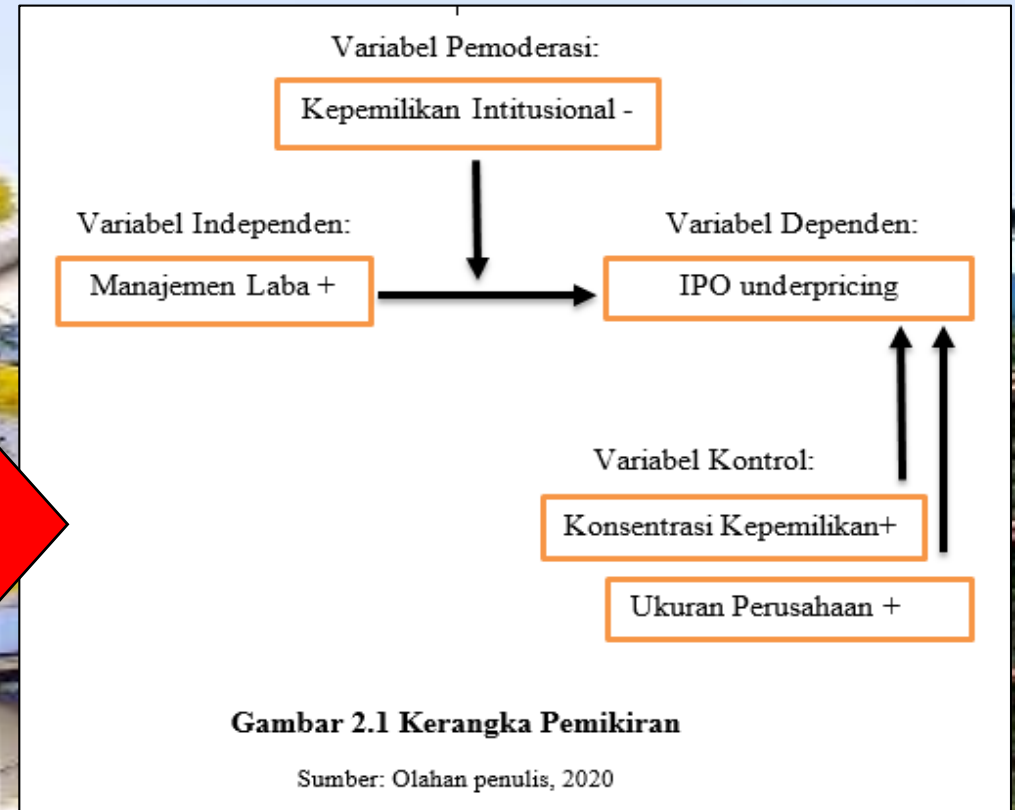 Variabel Pemoderasi:
Kepemilikan Intitusional -
Variabel Independen:
Manajemen Laba +
Variabel Dependen:
IPO underpricing
Variabel Kontrol:
Konsentrasi Kepemilikan+
Ukuran Perusahaan +
Gambar 2.1 Kerangka Pemikiran
Sumber: Olahan penulis, 2020